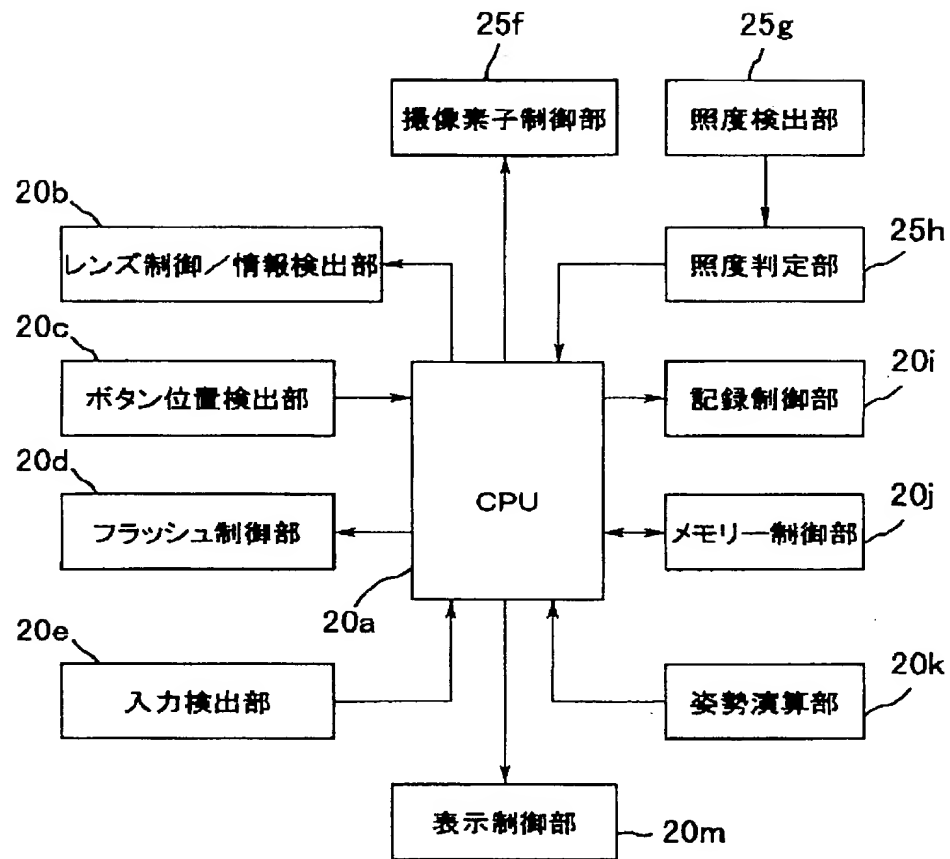 25f
25g
撮像素子制御部
照度検出部
20b
25h
レンズ制御／情報検出部
照度判定部
20c
20i
ボタン位置検出部
記録制御部
20d
20j
CPU
フラッシュ制御部
メモリー制御部
20a
20e
20k
入力検出部
姿勢演算部
表示制御部
20m